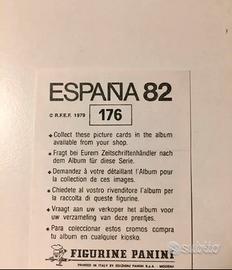 ESPAÑA 82
© R.F.E.F. 1979
176
Collect these picture cards in the album
available from your shop.
Fragt bei Eurem Zeitschriftenhändler nach
dem Album für diese Serie.
Demandez à votre détaillant l'Album pour
la collection de ces images.
Chiedete al vostro rivenditore l'album per
la raccolta di queste figurine.
Vraagt aan uw verkoper het album voor
uw verzameling van deze prentjes.
Para coleccionar estos cromos compra
tu album en cualquier kiosko.
FIGURINE PANINI
PRINTED IN ITALY BY EDIZIONI PANINI S.p.A. - MODENA
subito